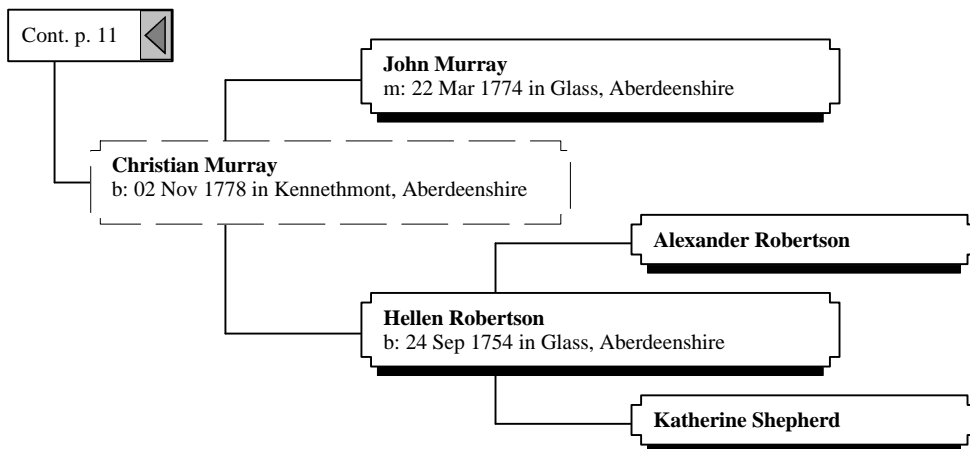 Cont. p. 11
John Murray
m: 22 Mar 1774 in Glass, Aberdeenshire
Christian Murray
b: 02 Nov 1778 in Kennethmont, Aberdeenshire
Alexander Robertson
Hellen Robertson
b: 24 Sep 1754 in Glass, Aberdeenshire
Katherine Shepherd